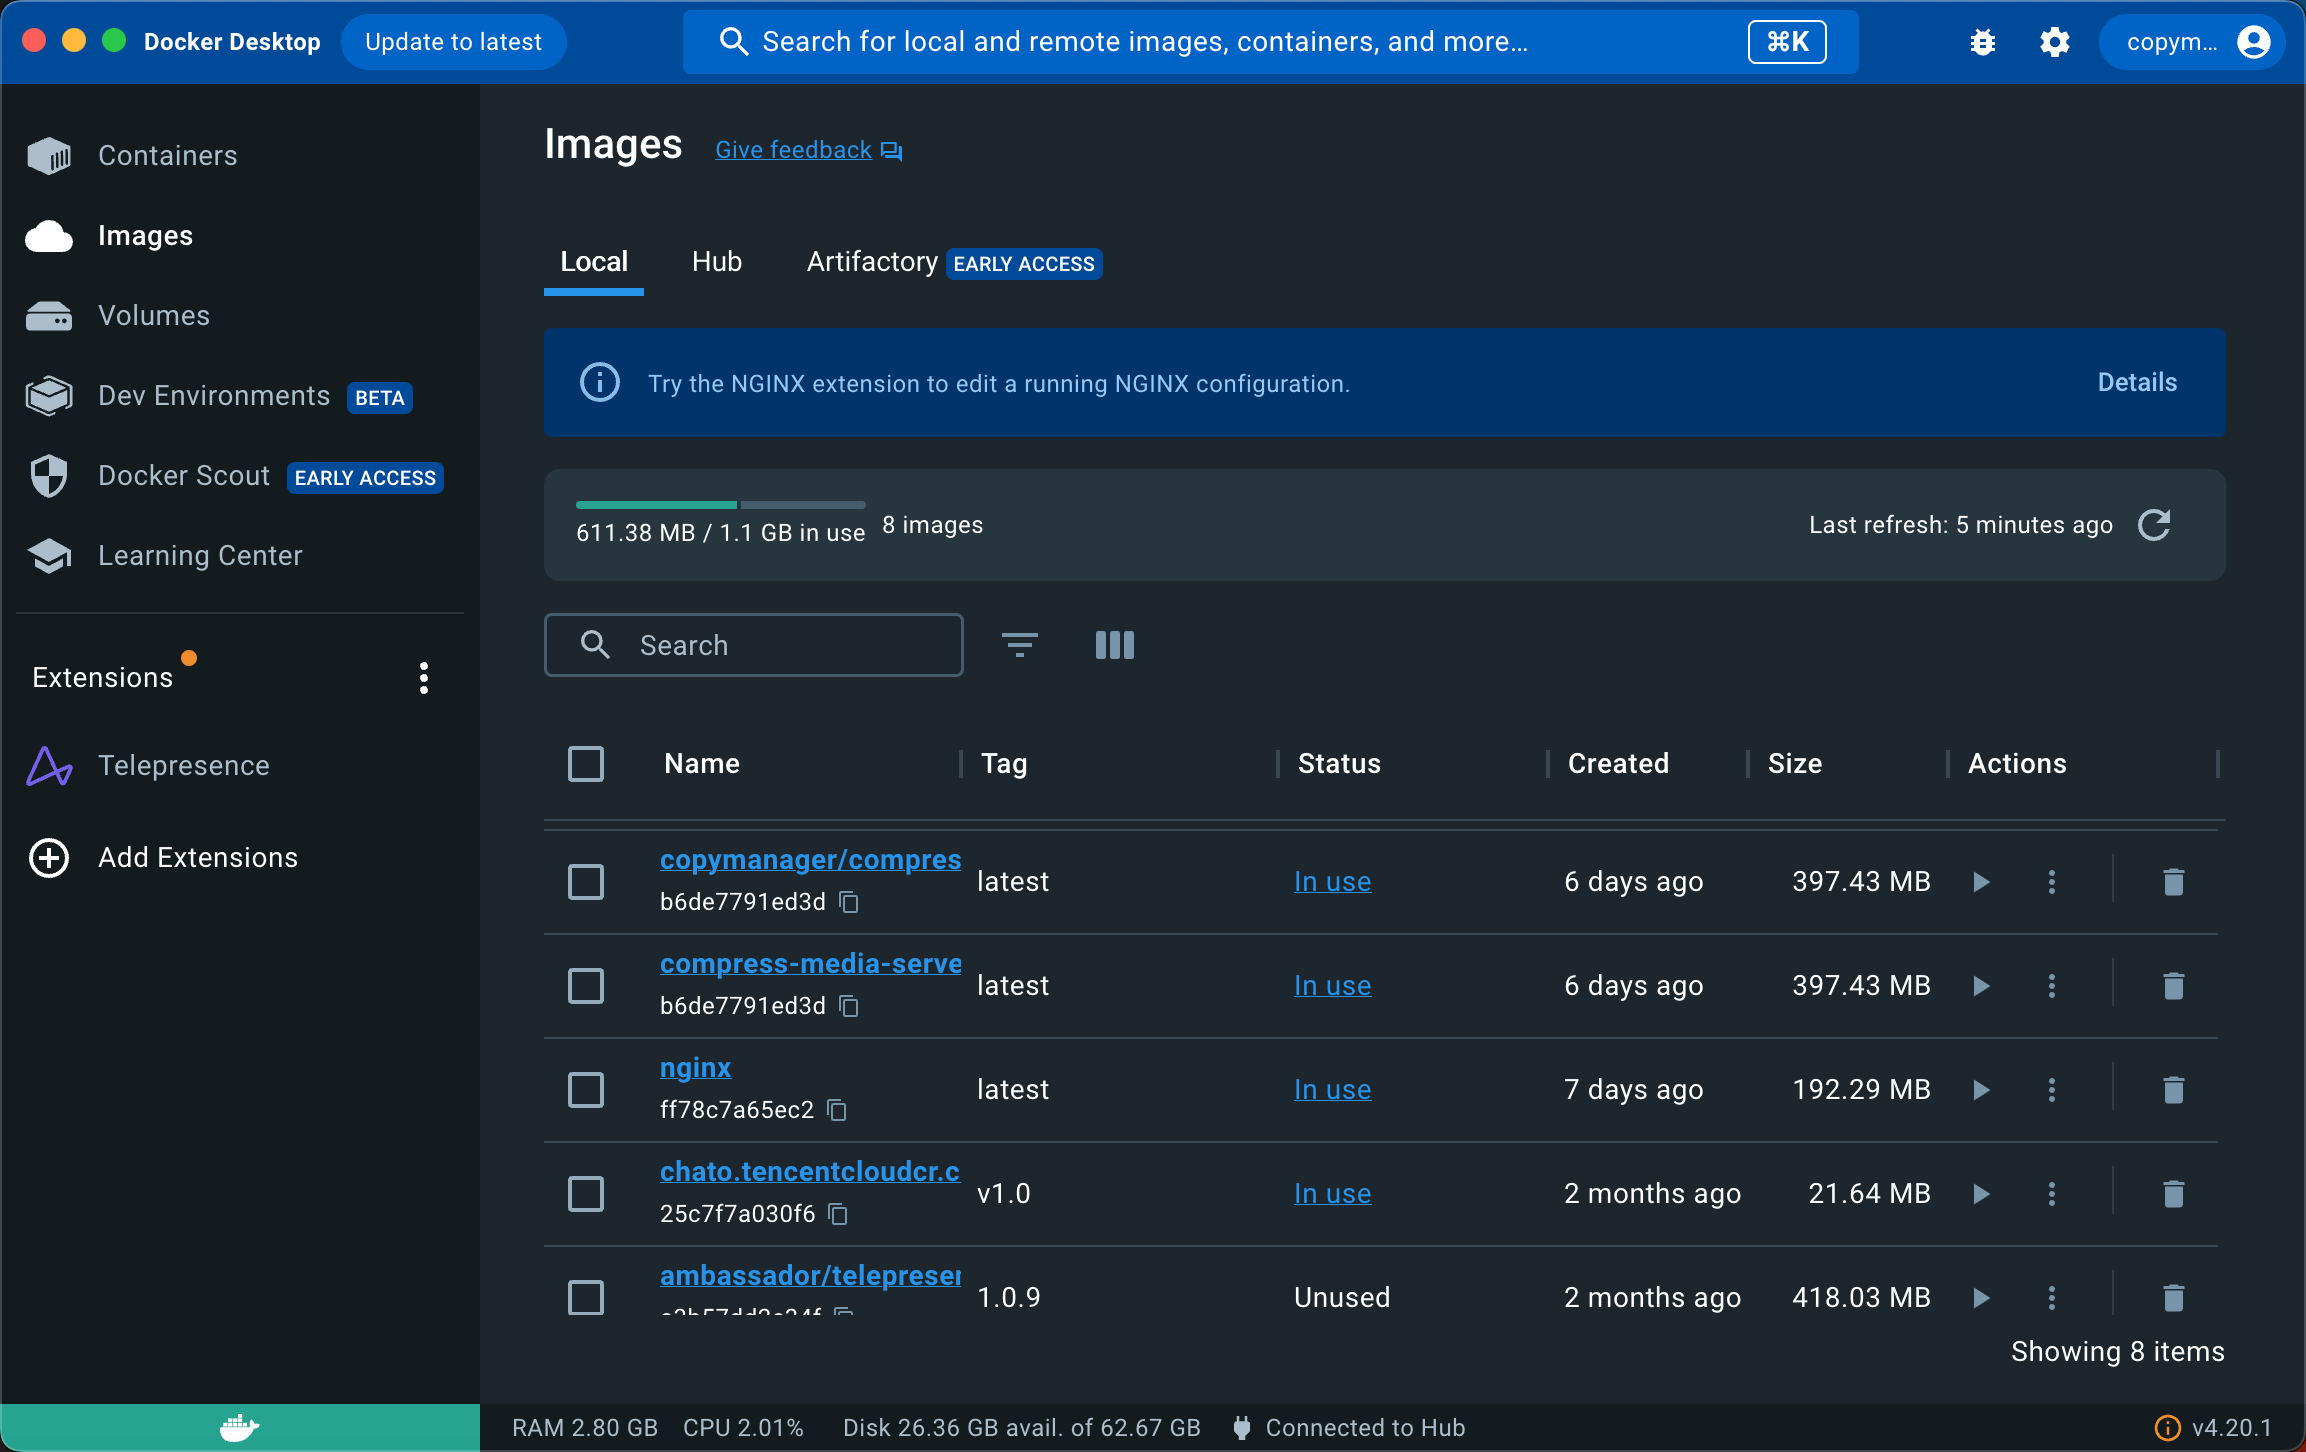 Docker Desktop
Update to latest
Search for local and remote images, containers, and more...
⌘K
copym...
Containers
Images
Volumes
Dev Environments BETA
Docker Scout EARLY ACCESS
Learning Center
Extensions
Telepresence
Add Extensions
Images
Give feedback
Local Hub Artifactory EARLY ACCESS
Try the NGINX extension to edit a running NGINX configuration.
Details
611.38 MB / 1.1 GB in use
8 images
Last refresh: 5 minutes ago
Search
Name Tag Status Created Size Actions
copymanager/compres
b6de7791ed3d
latest In use 6 days ago 397.43 MB
compress-media-serve
b6de7791ed3d
latest In use 6 days ago 397.43 MB
nginx
ff78c7a65ec2
latest In use 7 days ago 192.29 MB
chato.tencentcloudcr.c
25c7f7a030f6
v1.0 In use 2 months ago 21.64 MB
ambassador/telepreser
1.0.9 Unused 2 months ago 418.03 MB
Showing 8 items
RAM 2.80 GB CPU 2.01% Disk 26.36 GB avail. of 62.67 GB Connected to Hub
v4.20.1